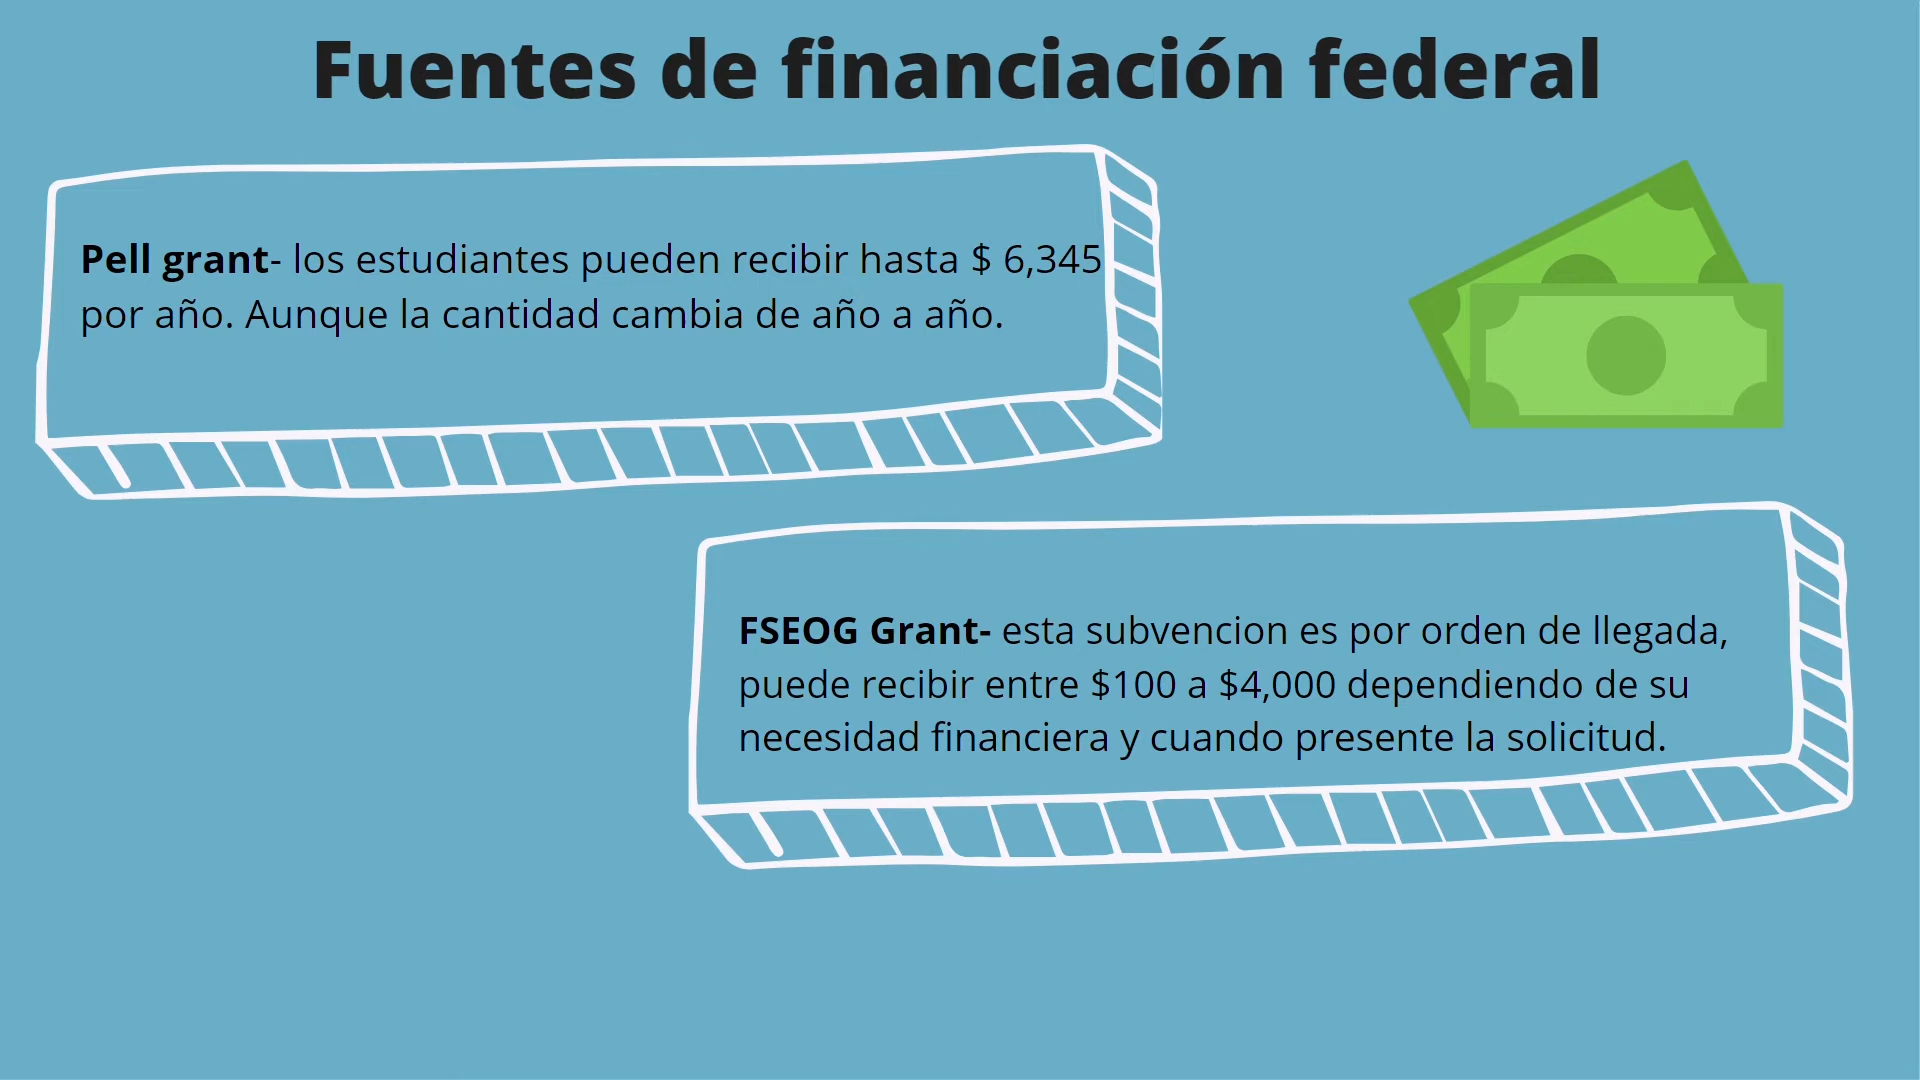 Fuentes de financiación federal
Pell grant- los estudiantes pueden recibir hasta $ 6,345
por año. Aunque la cantidad cambia de año a año.
FSEOG Grant- esta subvencion es por orden de llegada,
puede recibir entre $100 a $4,000 dependiendo de su
necesidad financiera y cuando presente la solicitud.